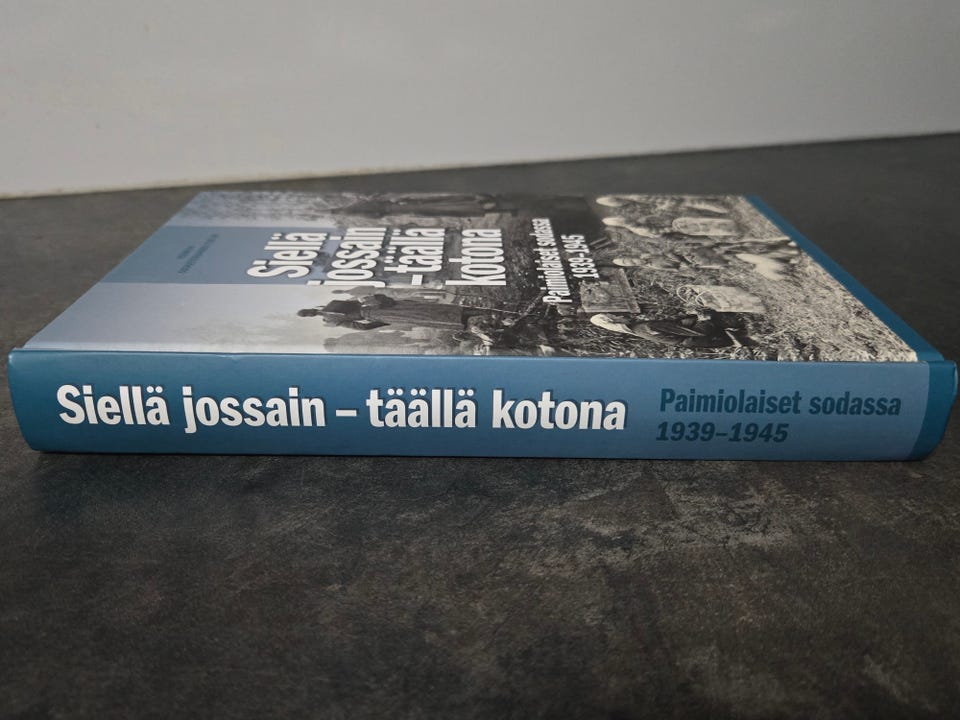 Siellä
jossain
–täällä
kotona
Paimiolaiset sodassa
1939–1945
Siellä jossain – täällä kotona
Paimiolaiset sodassa
1939–1945